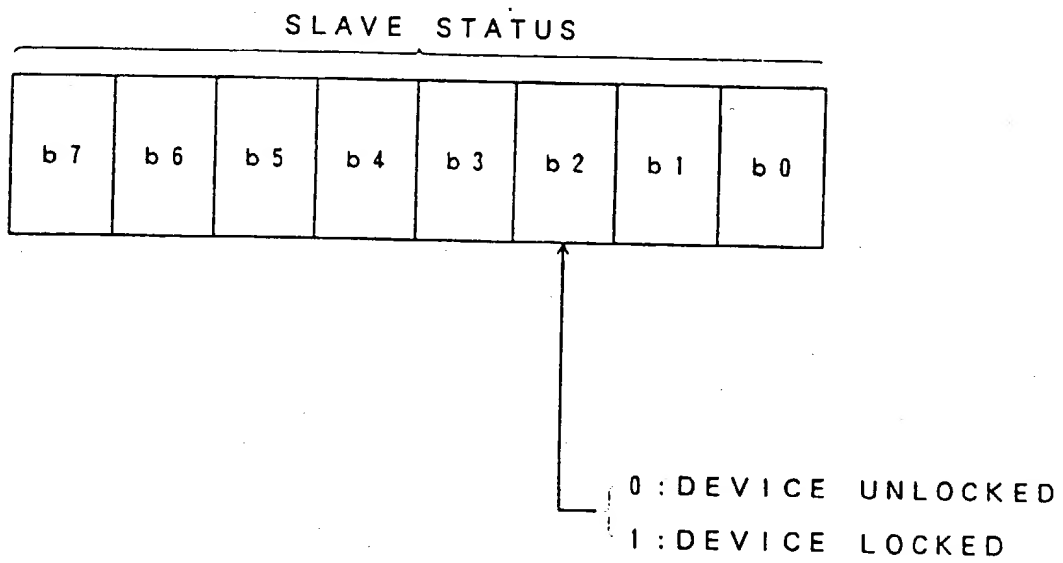 SLAVE STATUS
b7 b6 b5 b4 b3 b2 b1 b0
0:DEVICE UNLOCKED
1:DEVICE LOCKED